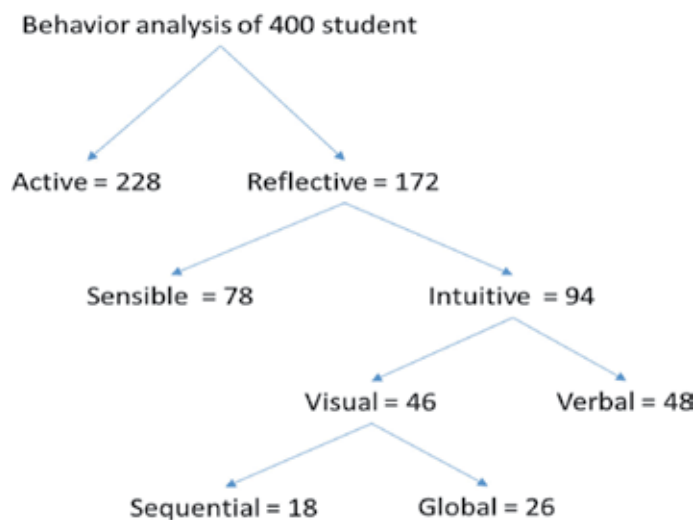 Behavior analysis of 400 student
Active = 228
Reflective = 172
Sensible = 78
Intuitive = 94
Visual = 46
Verbal = 48
Sequential = 18
Global = 26